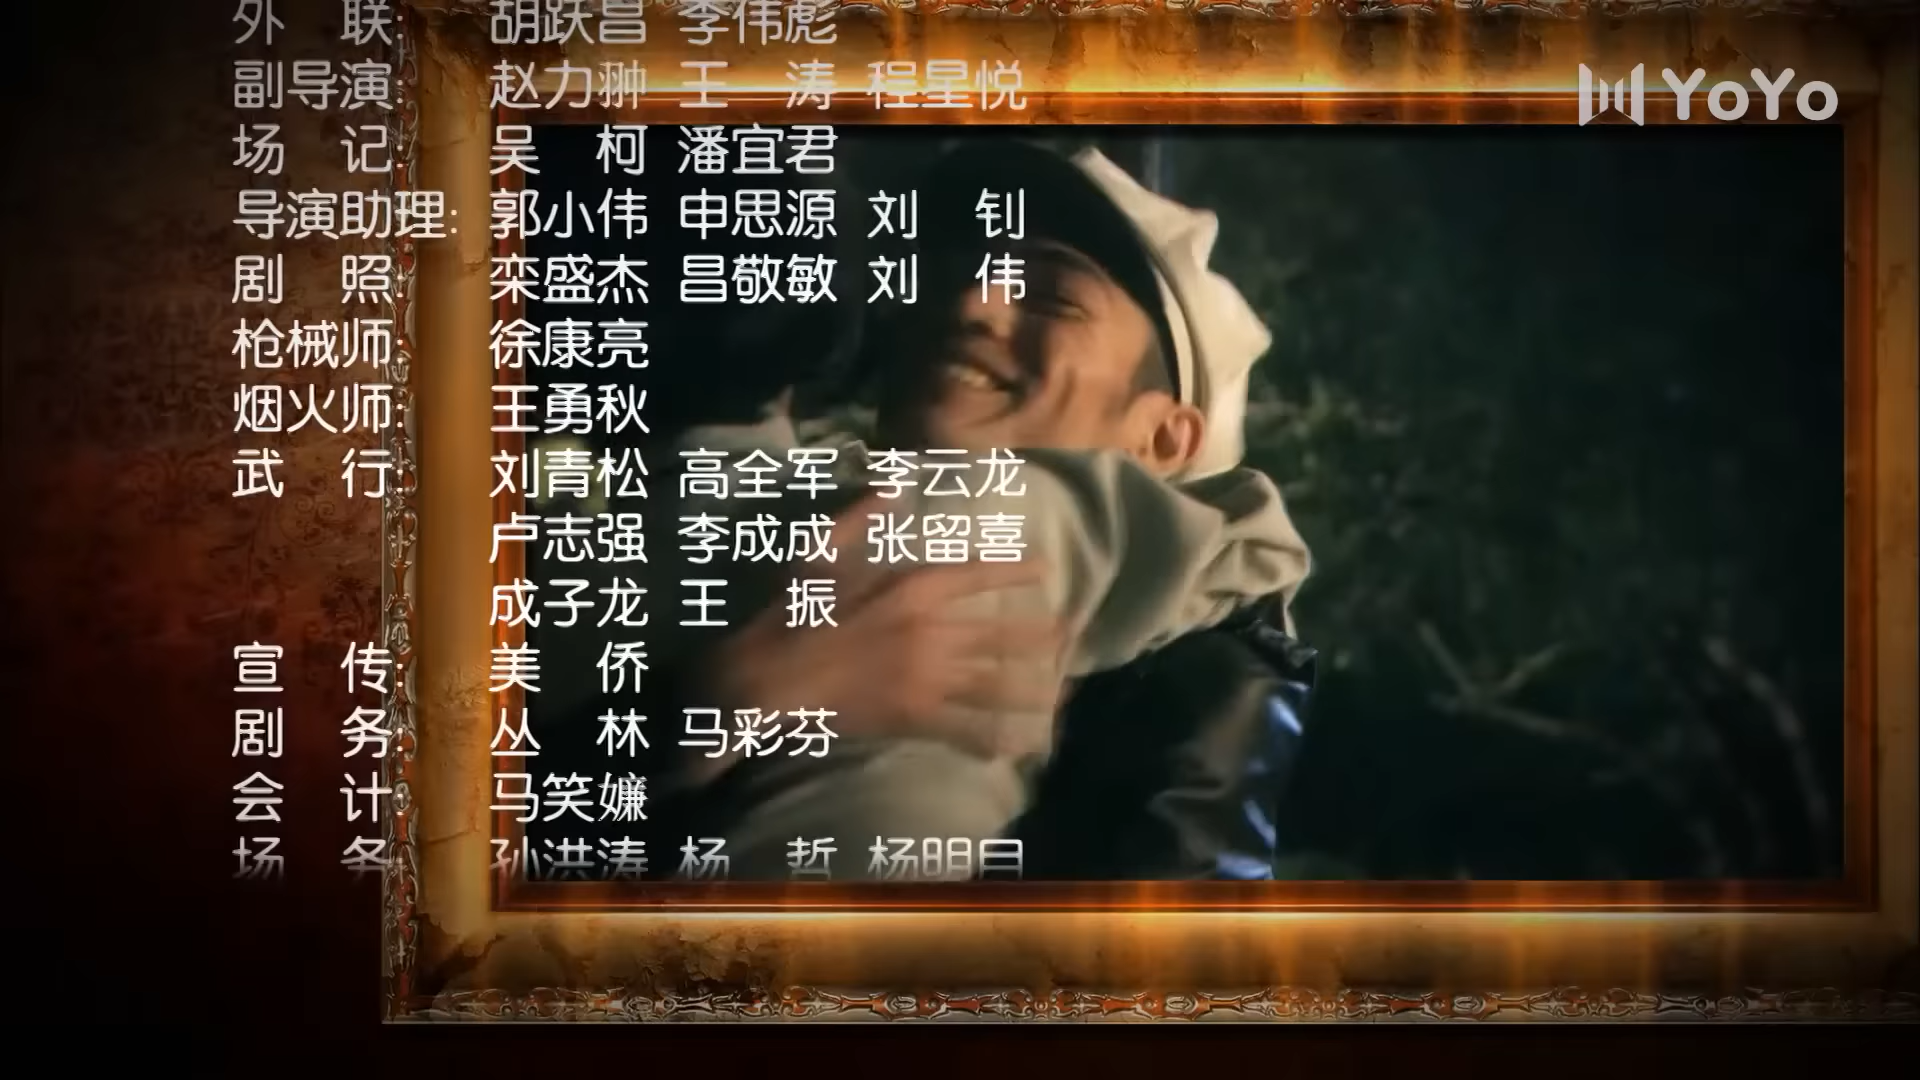 外 联: 胡跃昌 李伟彪
YoYo
副导演: 赵力翀 王 涛 程星悦
场 记: 吴 柯 潘宜君
导演助理: 郭小伟 申思源 刘 钊
剧 照: 栾盛杰 昌敬敏 刘 伟
枪械师: 徐康亮
烟火师: 王勇秋
武 行: 刘青松 高全军 李云龙
卢志强 李成成 张留喜
成子龙 王 振
宣 传: 美 侨
剧 务: 丛 林 马彩芬
会 计: 马笑嫌
场 务: 孙洪涛 杨 哲